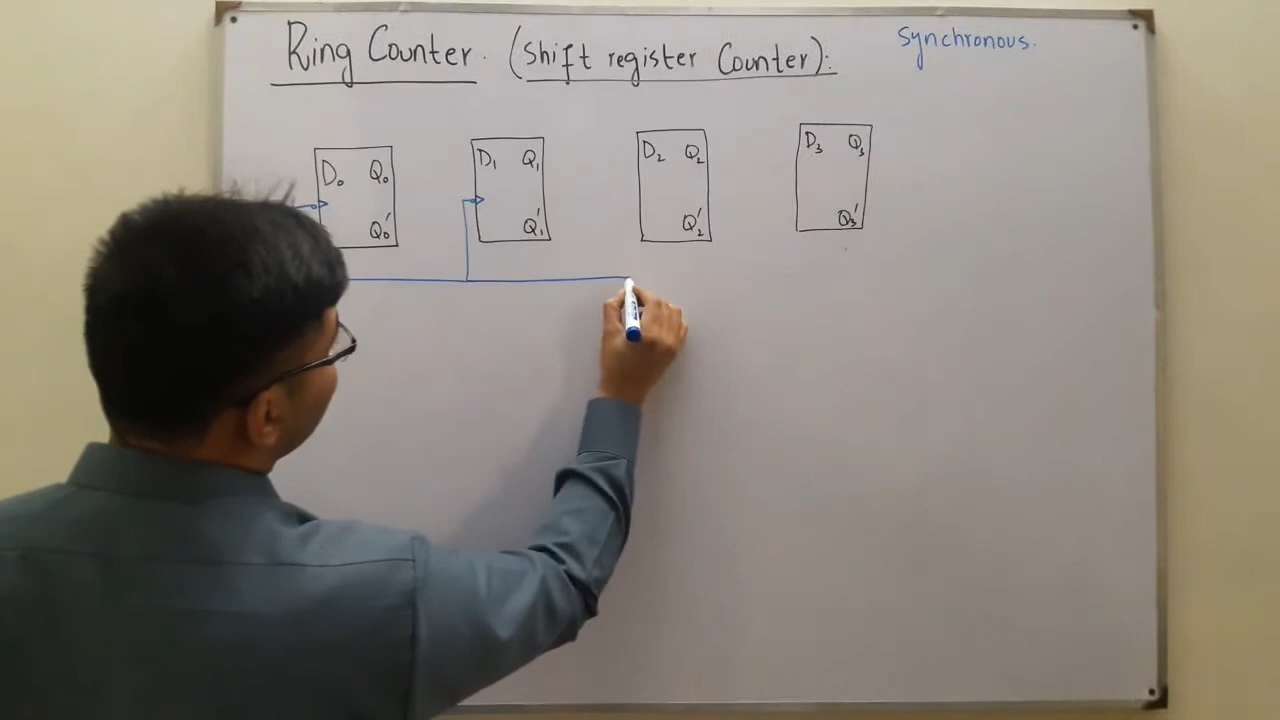 Ring Counter. (Shift register Counter):
Synchronous.
D₀ Q₀
Q₀'
D₁ Q₁
Q₁'
D₂ Q₂
Q₂'
D₃ Q₃
Q₃'